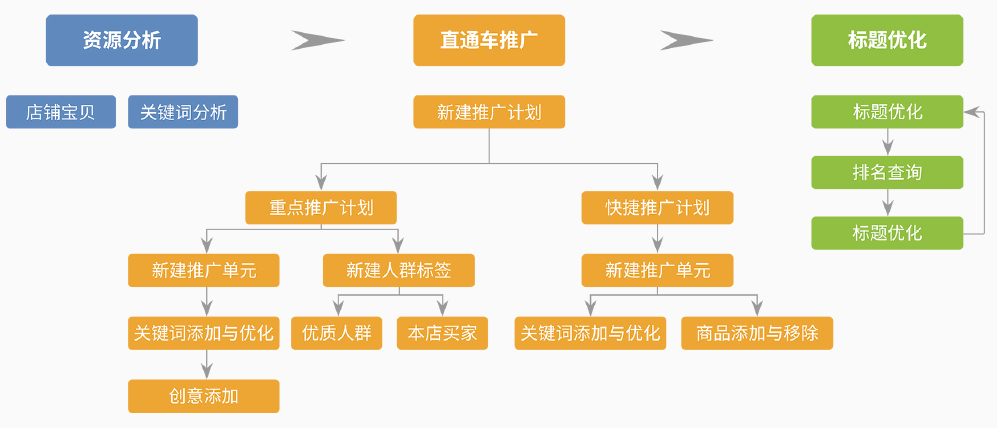 资源分析
直通车推广
标题优化
店铺宝贝
关键词分析
新建推广计划
标题优化
排名查询
重点推广计划
快捷推广计划
标题优化
新建推广单元
新建人群标签
新建推广单元
关键词添加与优化
优质人群
本店买家
关键词添加与优化
商品添加与移除
创意添加